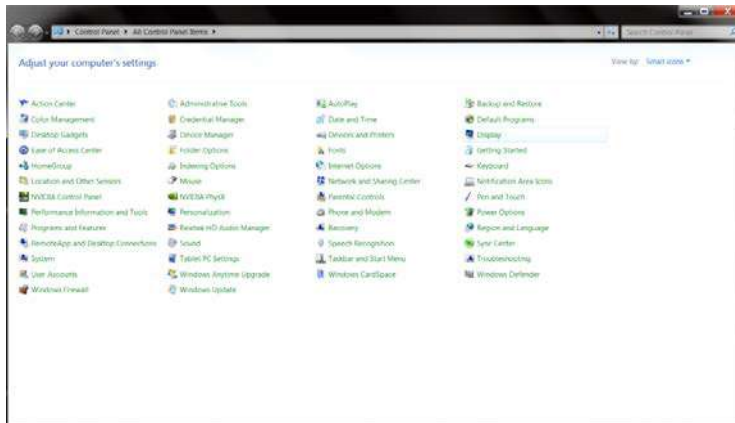 Control Panel ▸ All Control Panel Items ▸
Search Control Panel
Adjust your computer's settings
View by: Small icons
Action Center Administrative Tools AutoPlay Backup and Restore
Color Management Credential Manager Date and Time Default Programs
Desktop Gadgets Device Manager Devices and Printers Display
Ease of Access Center Folder Options Fonts Getting Started
HomeGroup Indexing Options Internet Options Keyboard
Location and Other Sensors Mouse Network and Sharing Center Notification Area Icons
NVIDIA Control Panel NVIDIA PhysX Parental Controls Pen and Touch
Performance Information and Tools Personalization Phone and Modem Power Options
Programs and Features Realtek HD Audio Manager Recovery Region and Language
RemoteApp and Desktop Connections Sound Speech Recognition Sync Center
System Tablet PC Settings Taskbar and Start Menu Troubleshooting
User Accounts Windows Anytime Upgrade Windows CardSpace Windows Defender
Windows Firewall Windows Update